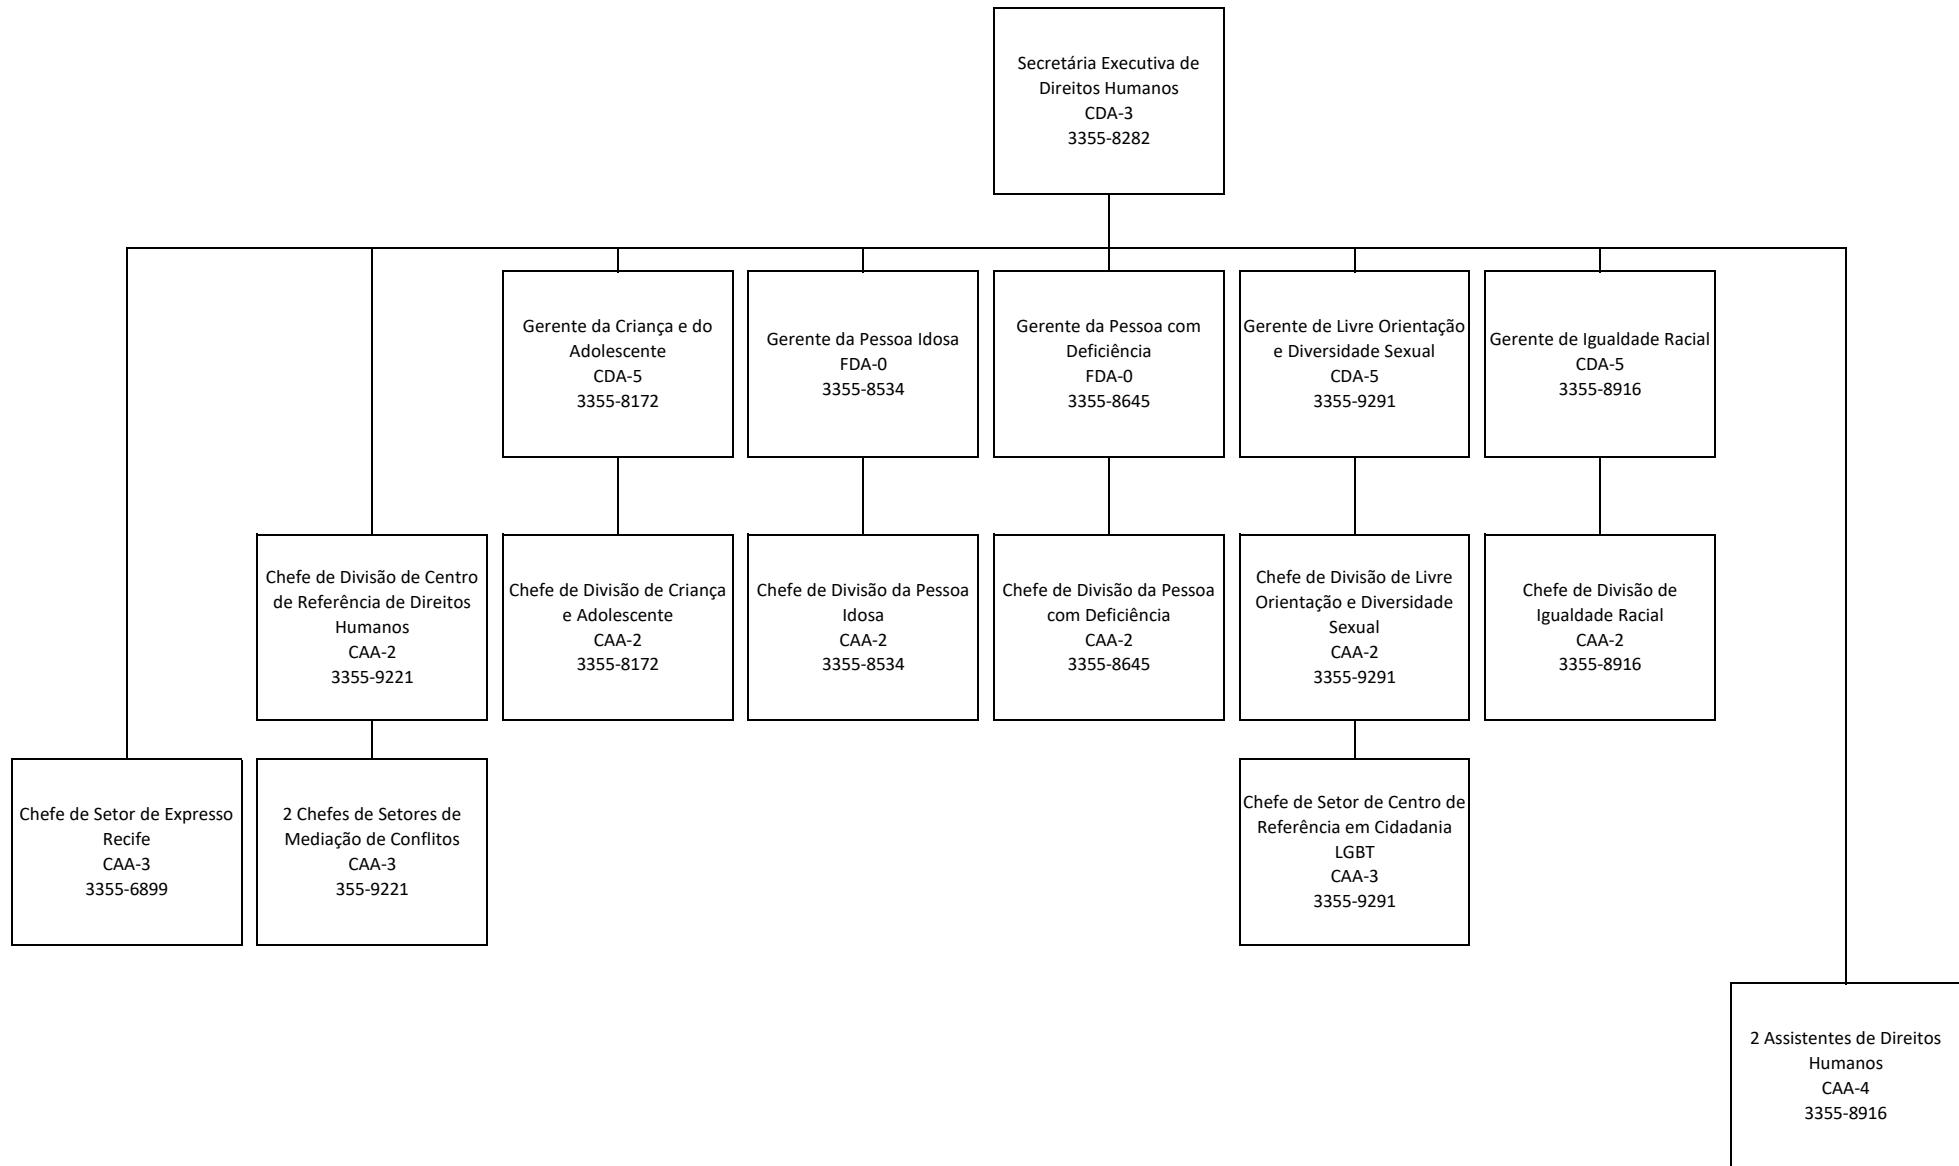 Secretária Executiva de
Direitos Humanos
CDA-3
3355-8282
Gerente da Criança e do
Adolescente
CDA-5
3355-8172
Gerente da Pessoa Idosa
FDA-0
3355-8534
Gerente da Pessoa com
Deficiência
FDA-0
3355-8645
Gerente de Livre Orientação
e Diversidade Sexual
CDA-5
3355-9291
Gerente de Igualdade Racial
CDA-5
3355-8916
Chefe de Divisão de Centro
de Referência de Direitos
Humanos
CAA-2
3355-9221
Chefe de Divisão de Criança
e Adolescente
CAA-2
3355-8172
Chefe de Divisão da Pessoa
Idosa
CAA-2
3355-8534
Chefe de Divisão da Pessoa
com Deficiência
CAA-2
3355-8645
Chefe de Divisão de Livre
Orientação e Diversidade
Sexual
CAA-2
3355-9291
Chefe de Divisão de
Igualdade Racial
CAA-2
3355-8916
Chefe de Setor de Expresso
Recife
CAA-3
3355-6899
2 Chefes de Setores de
Mediação de Conflitos
CAA-3
355-9221
Chefe de Setor de Centro de
Referência em Cidadania
LGBT
CAA-3
3355-9291
2 Assistentes de Direitos
Humanos
CAA-4
3355-8916